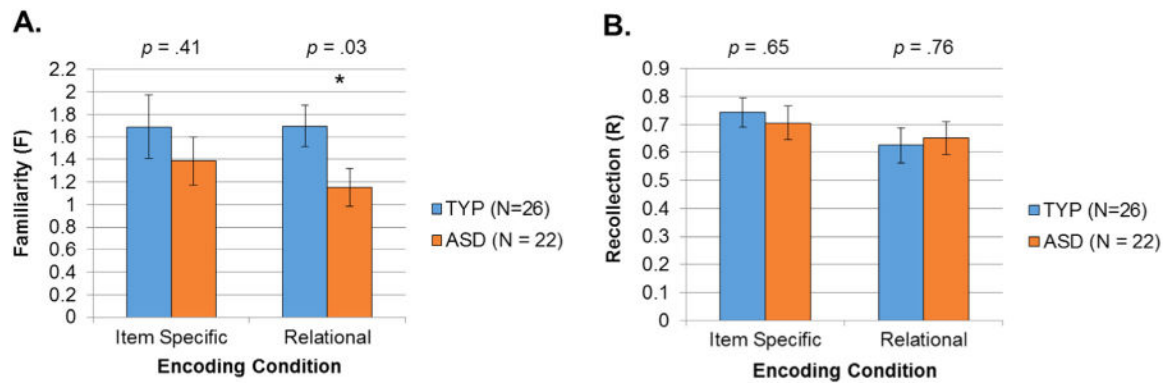 A.
p = .41 p = .03
2.2
2
1.8
1.6
1.4
1.2
1
0.8
0.6
0.4
0.2
0
*
Familiarity (F)
Item Specific Relational
Encoding Condition
TYP (N=26)
ASD (N = 22)
B.
p = .65 p = .76
0.9
0.8
0.7
0.6
0.5
0.4
0.3
0.2
0.1
0
Recollection (R)
Item Specific Relational
Encoding Condition
TYP (N=26)
ASD (N = 22)